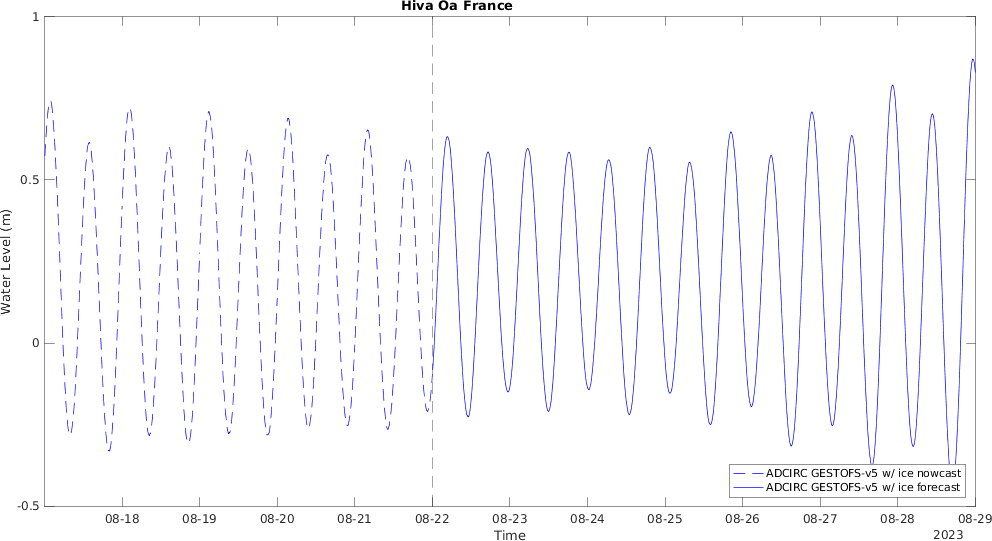 Hiva Oa France
1
0.5
0
-0.5
Water Level (m)
08-18 08-19 08-20 08-21 08-22 08-23 08-24 08-25 08-26 08-27 08-28 08-29
Time
2023
ADCIRC GESTOFS-v5 w/ ice nowcast
ADCIRC GESTOFS-v5 w/ ice forecast